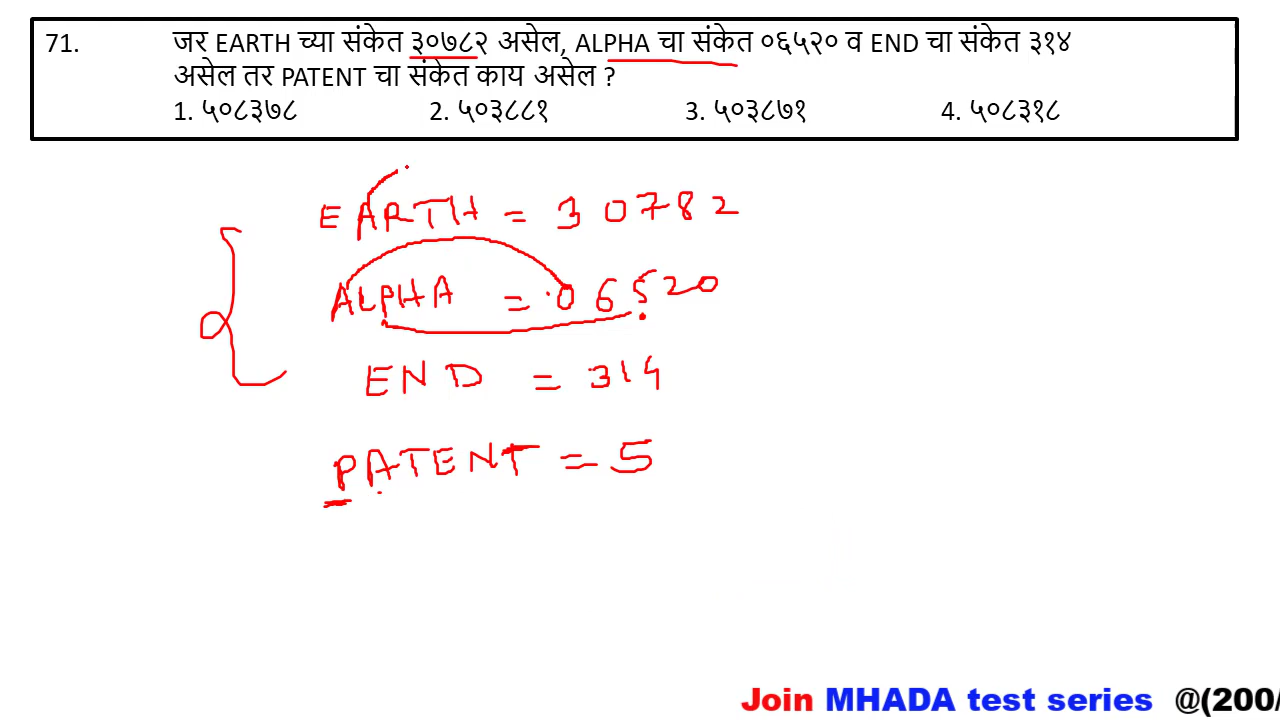 71. जर EARTH च्या संकेत ३०७८२ असेल, ALPHA चा संकेत ०६५२० व END चा संकेत ३१४
असेल तर PATENT चा संकेत काय असेल ?
1. ५०८३७८ 2. ५०३८८१ 3. ५०३८७१ 4. ५०८३१८
EARTH = 30782
ALPHA = 06520
END = 314
PATENT = 5
Join MHADA test series @(200/